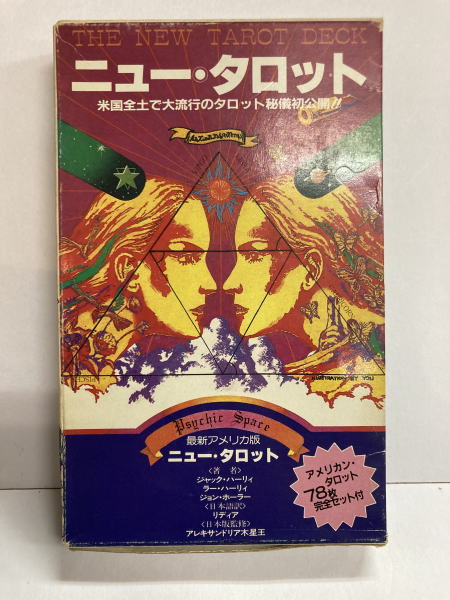 THE NEW TAROT DECK
ニュー・タロット
米国全土で大流行のタロット秘儀初公開!!
Psychic Space
最新アメリカ版
ニュー・タロット
〈著 者〉
ジャック・ハーリィ
ラー・ハーリィ
ジョン・ホーラー
〈日本語訳〉
リディア
〈日本版監修〉
アレキサンドリア木星王
アメリカン・
タロット
78枚
完全セット付